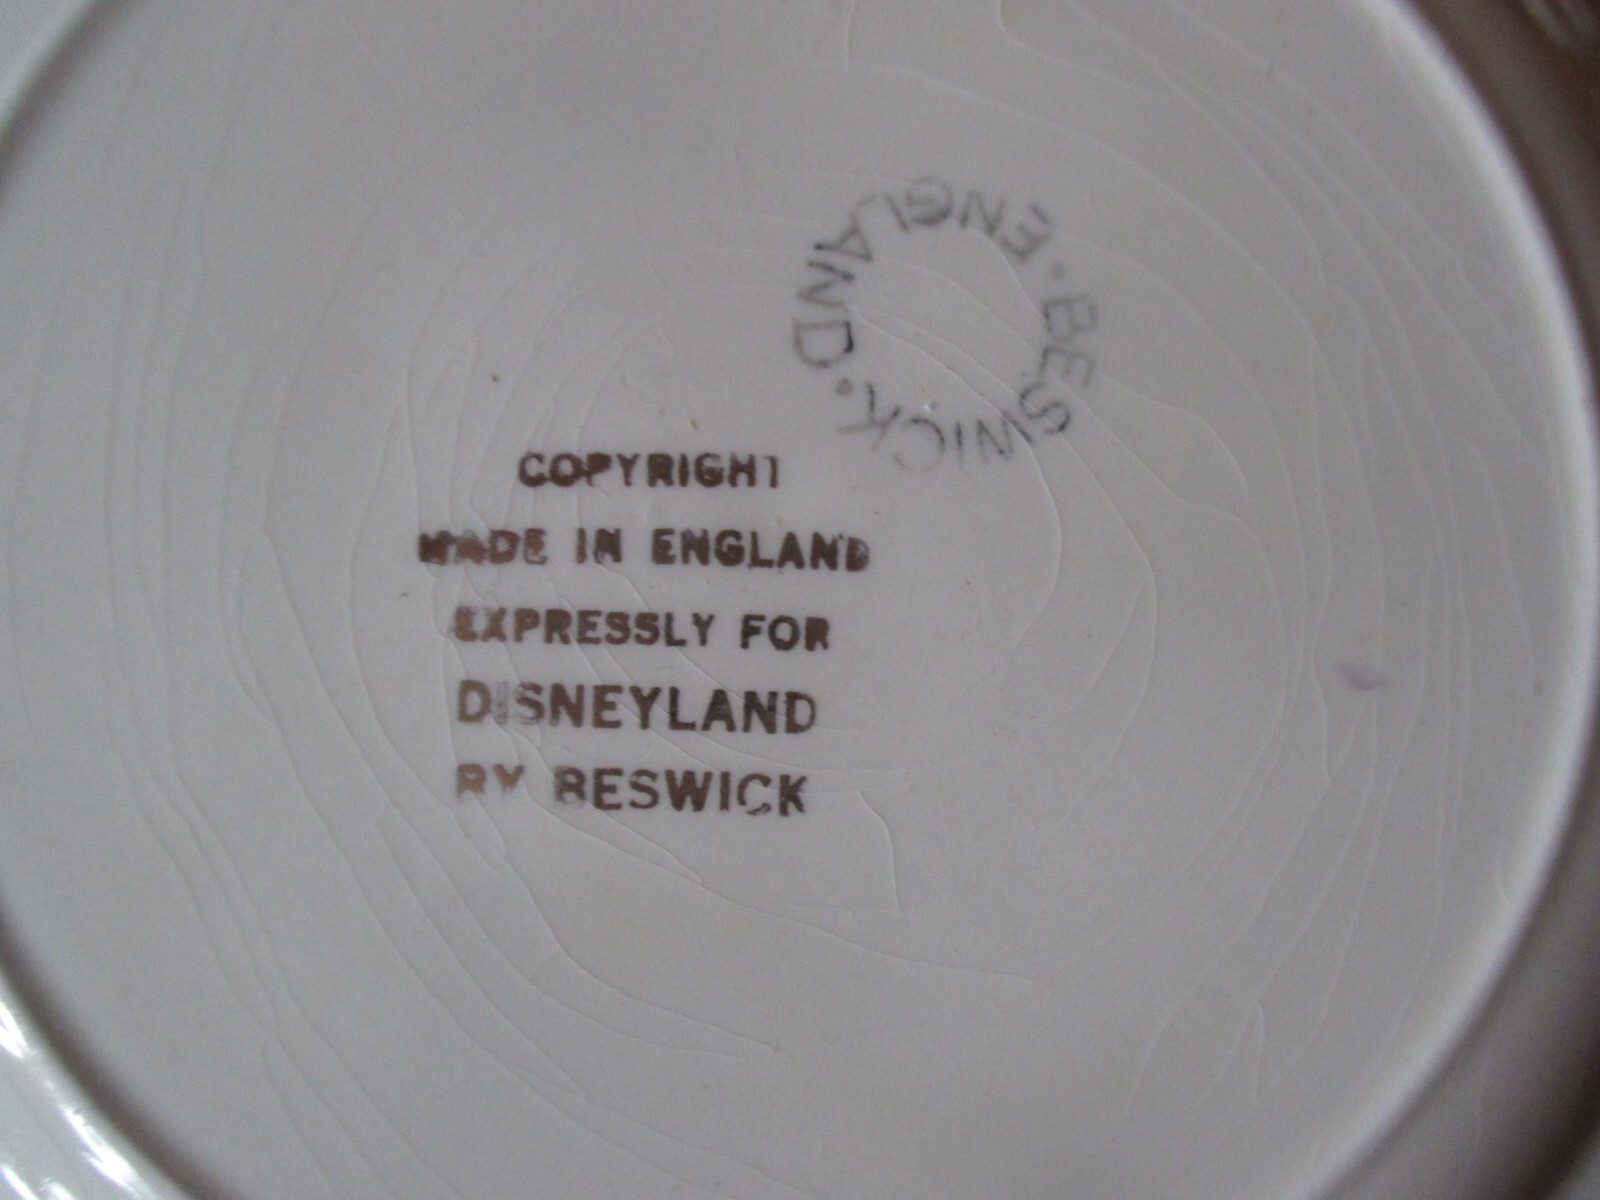 BESWICK · ENGLAND ·
COPYRIGHT
MADE IN ENGLAND
EXPRESSLY FOR
DISNEYLAND
BY BESWICK